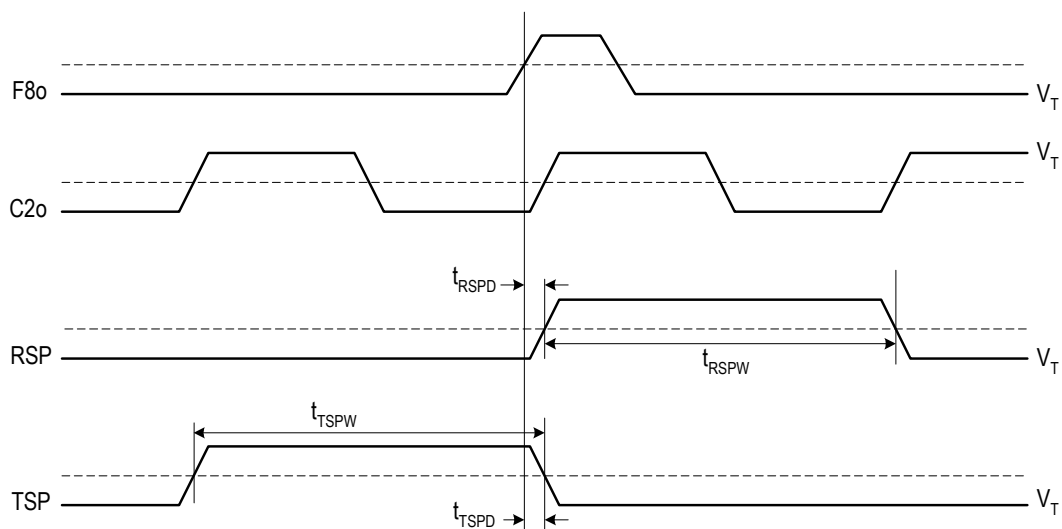 F8o
V_T
V_T
C2o
t_RSPD
RSP
t_RSPW
V_T
t_TSPW
TSP
t_TSPD
V_T